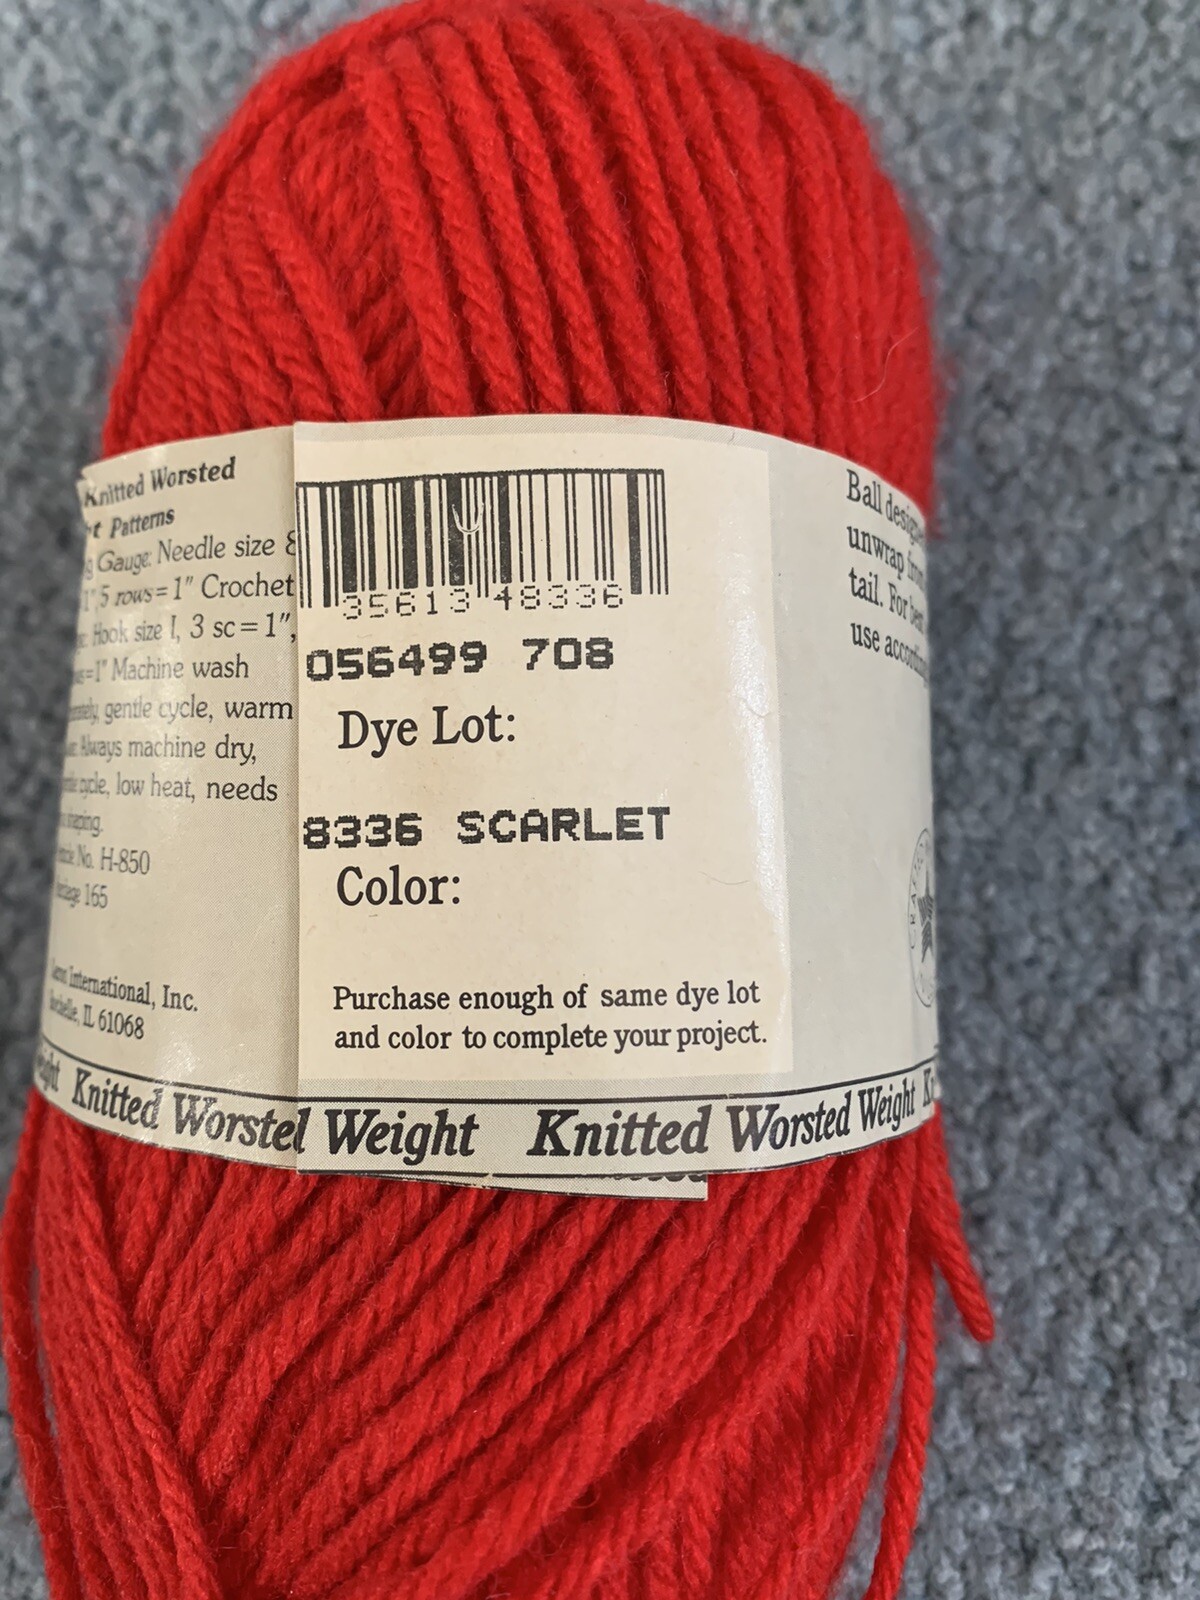 Knitted Worsted
Patterns
Gauge: Needle size 8
1" 5 rows=1" Crochet
Hook size I, 3 sc=1",
=1" Machine wash
gentle cycle, warm
Always machine dry,
cycle, low heat, needs
No. H-850
165
International, Inc.
IL 61068
35613 48336
056499 708
Dye Lot:
8336 SCARLET
Color:
Purchase enough of same dye lot
and color to complete your project.
Ball
unwrap
tail. For
use
Knitted Weight Knitted Worsted Weight